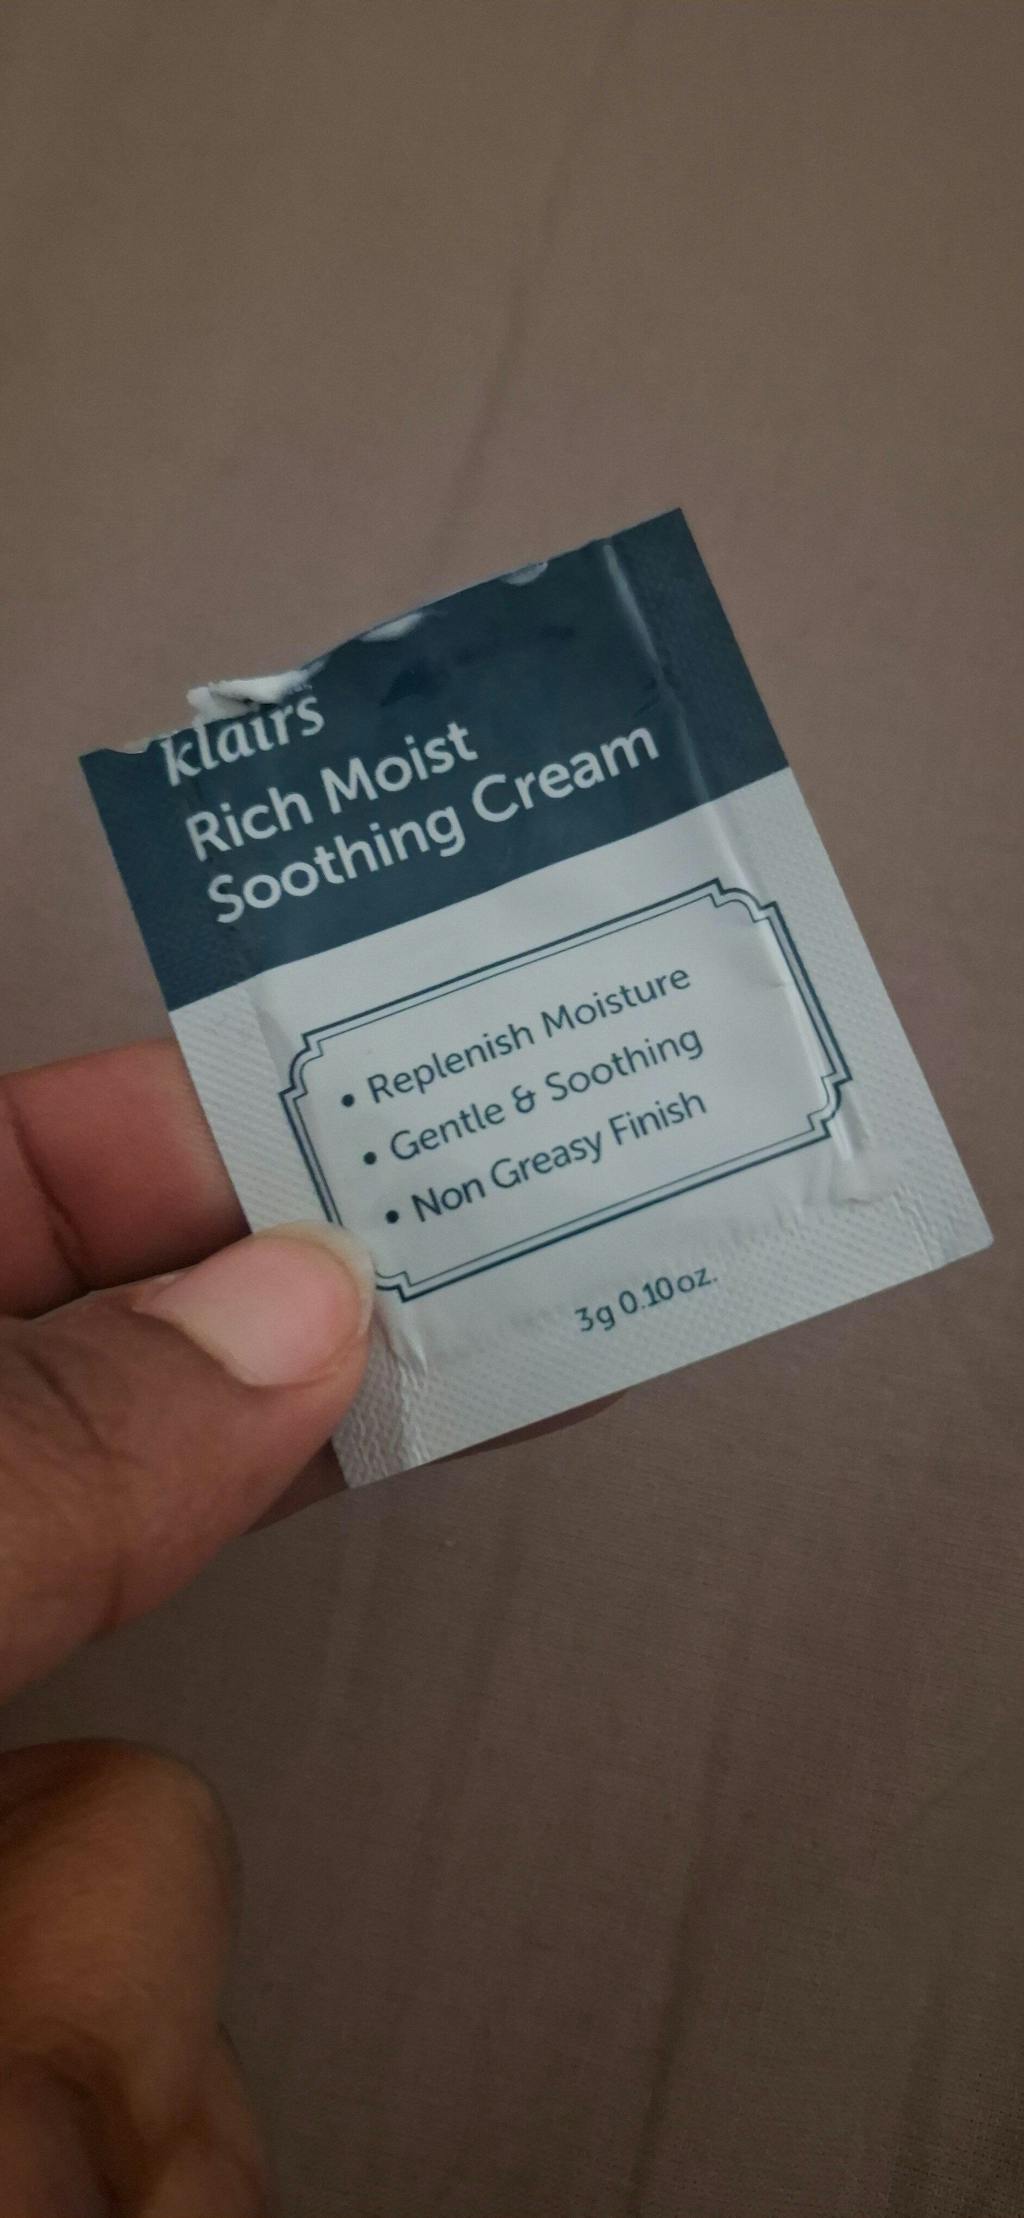 klairs
Rich Moist
Soothing Cream
• Replenish Moisture
• Gentle & Soothing
• Non Greasy Finish
3g 0.10oz.